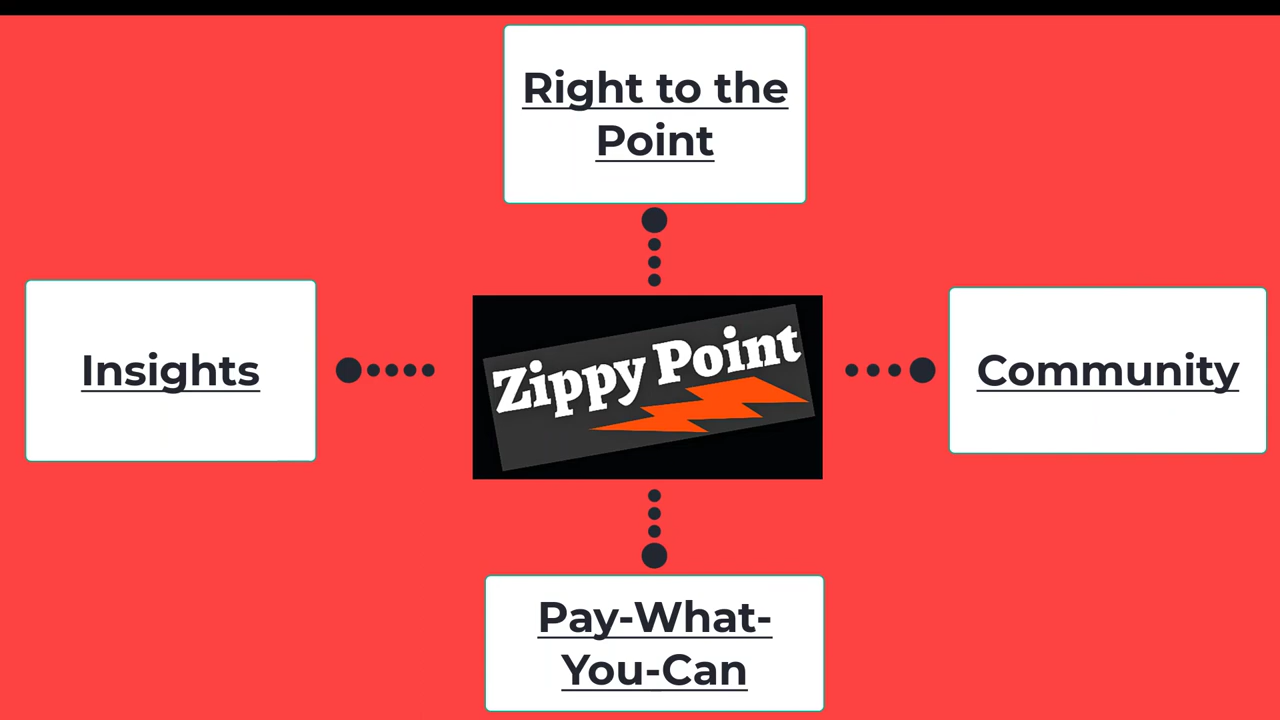 Right to the
Point
Insights
Zippy Point
Community
Pay-What-
You-Can